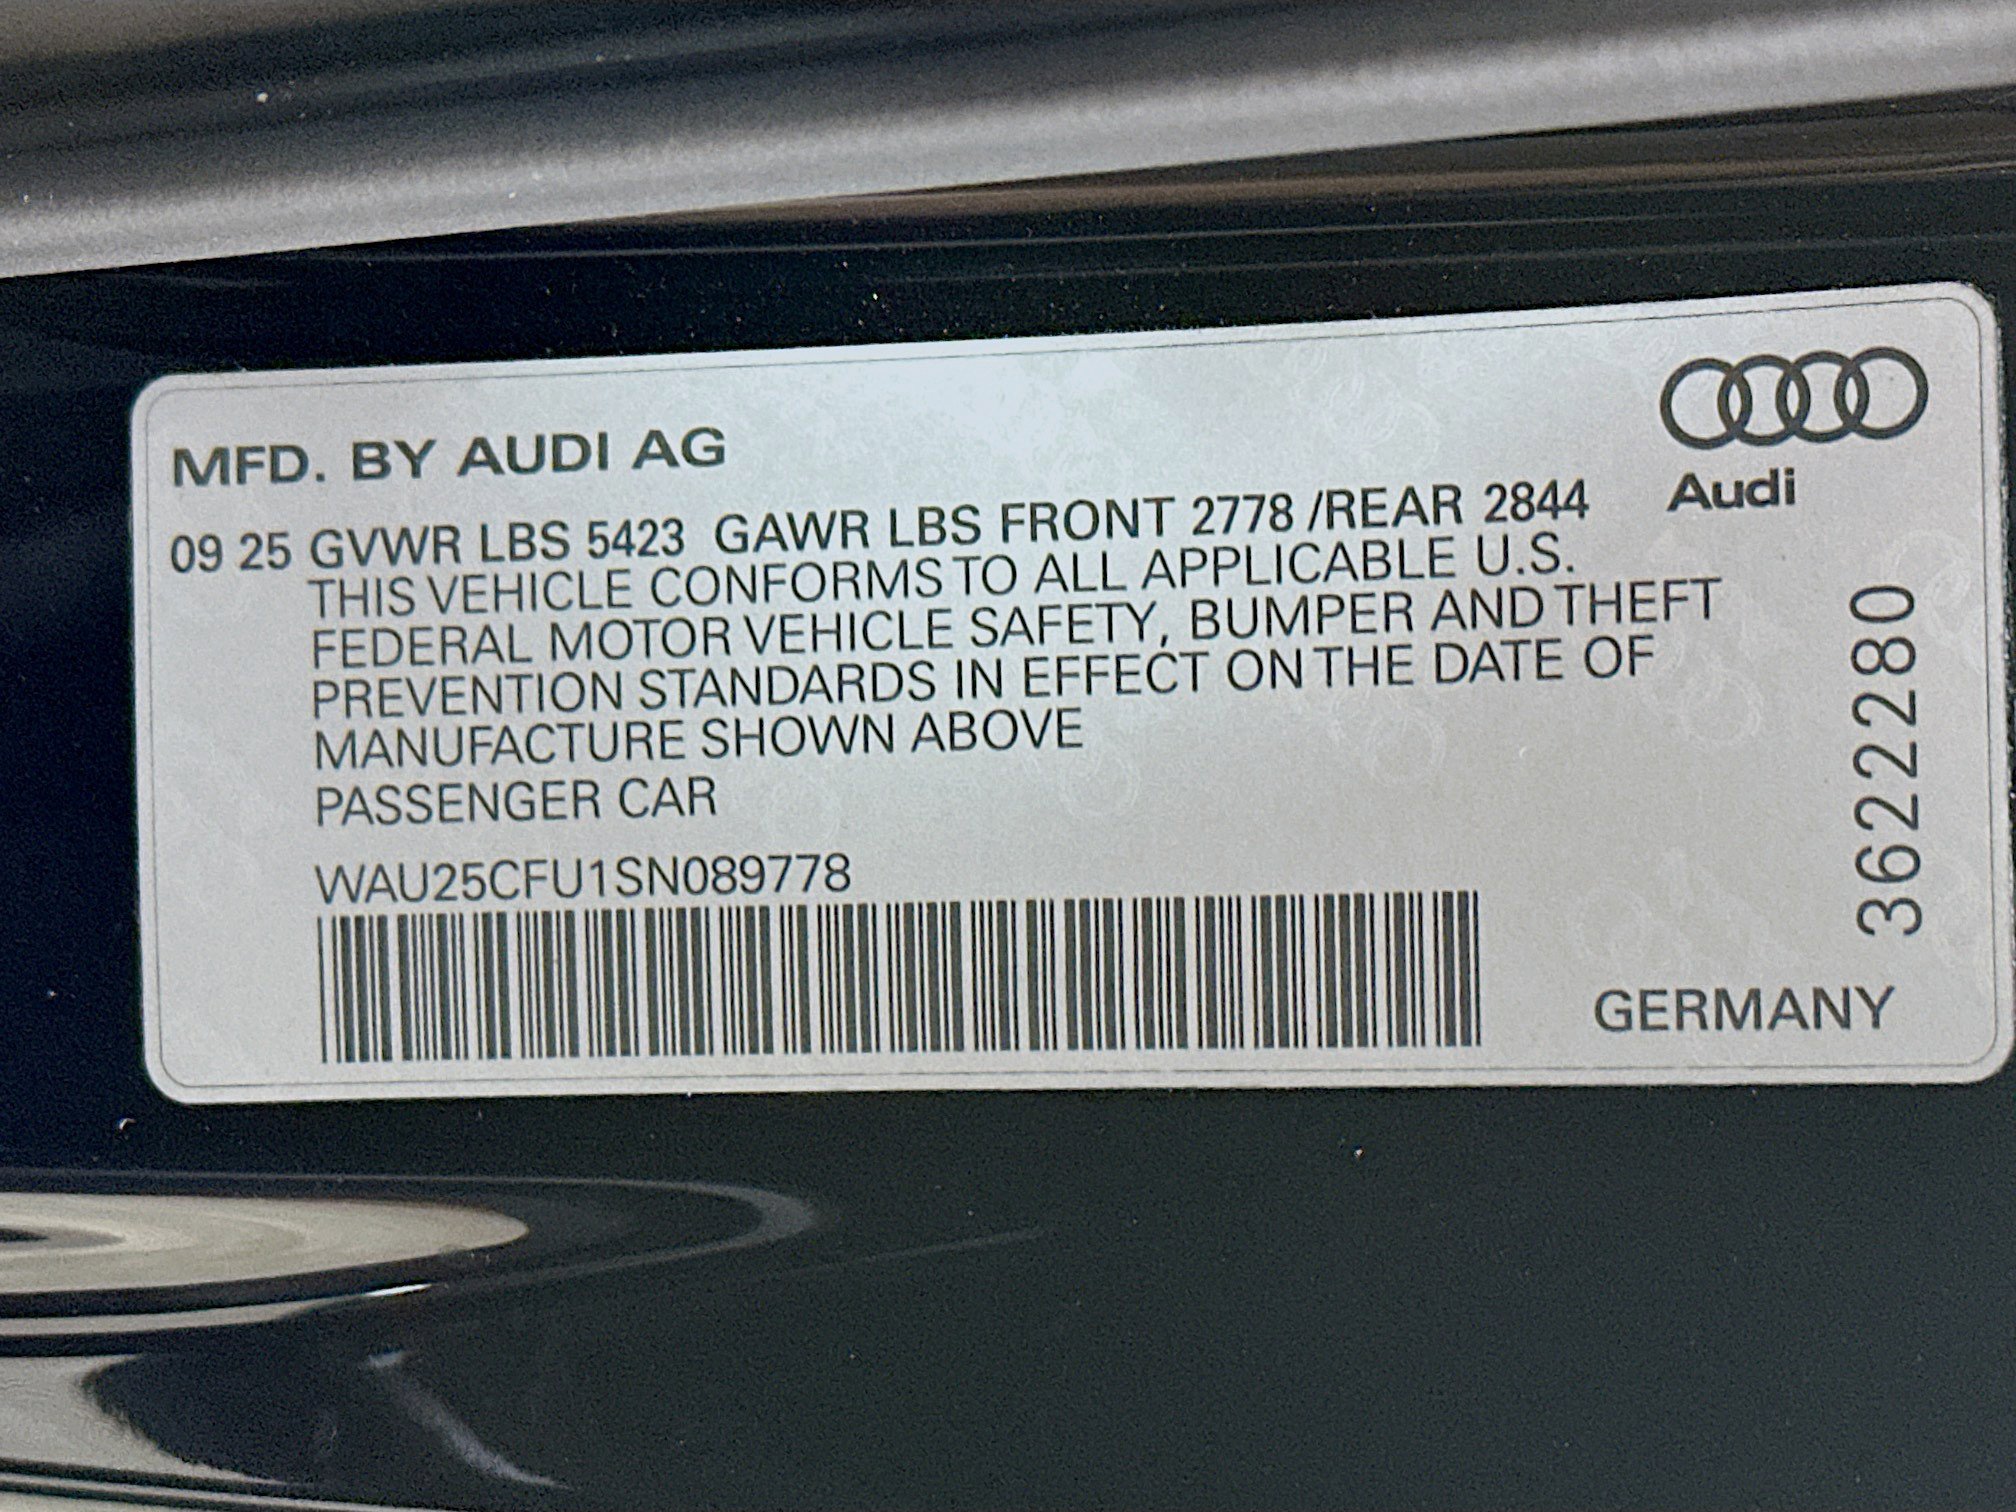 MFD. BY AUDI AG
Audi
09 25 GVWR LBS 5423 GAWR LBS FRONT 2778 /REAR 2844
THIS VEHICLE CONFORMS TO ALL APPLICABLE U.S.
FEDERAL MOTOR VEHICLE SAFETY, BUMPER AND THEFT
PREVENTION STANDARDS IN EFFECT ON THE DATE OF
MANUFACTURE SHOWN ABOVE
PASSENGER CAR
WAU25CFU1SN089778
3622280
GERMANY